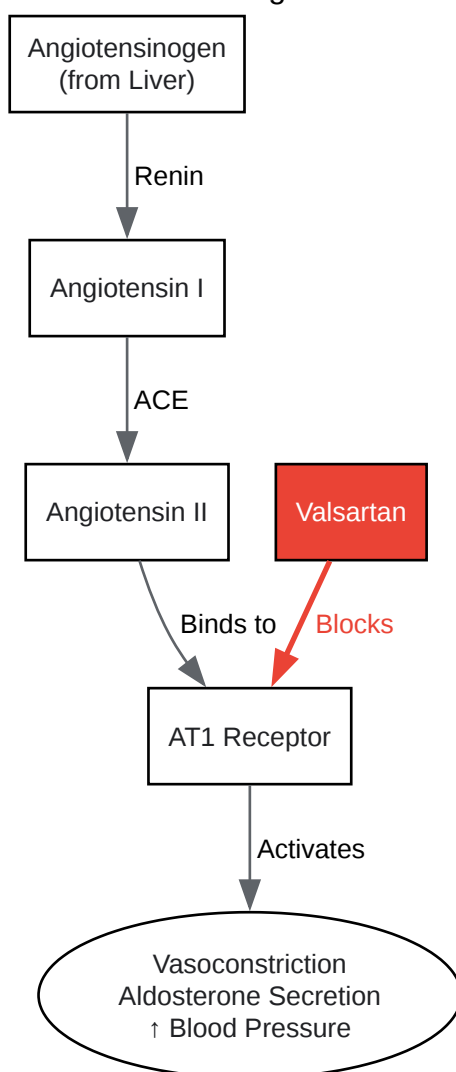 Angiotensinogen
(from Liver)
Renin
Angiotensin I
ACE
Angiotensin II
Valsartan
Binds to
Blocks
AT1 Receptor
Activates
Vasoconstriction
Aldosterone Secretion
↑ Blood Pressure